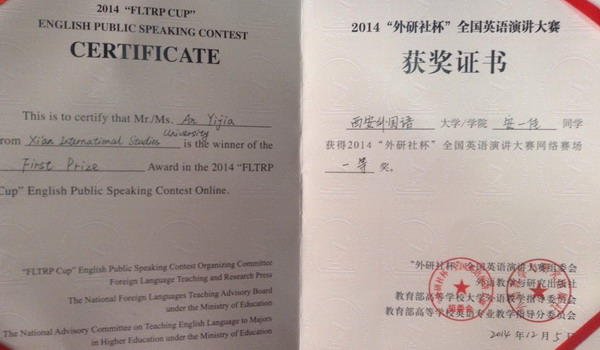 2014 “FLTRP CUP”
ENGLISH PUBLIC SPEAKING CONTEST
CERTIFICATE
This is to certify that Mr./Ms. An Yijia
from Xi'an International Studies University is the winner of the
First Prize Award in the 2014 “FLTRP
Cup” English Public Speaking Contest Online.
“FLTRP Cup” English Public Speaking Contest Organizing Committee
Foreign Language Teaching and Research Press
The National Foreign Languages Teaching Advisory Board
under the Ministry of Education
The National Advisory Committee on Teaching English to Majors
in Higher Education under the Ministry of Education
2014 “外研社杯” 全国英语演讲大赛
获奖证书
西安外国语 大学/学院 安一佳 同学
获得2014 “外研社杯” 全国英语演讲大赛网络赛场
一等 奖。
“外研社杯” 全国英语演讲大赛组委会
外语教学与研究出版社
教育部高等学校大学外语教学指导委员会
教育部高等学校英语专业教学指导分委员会
2014. 12. 5